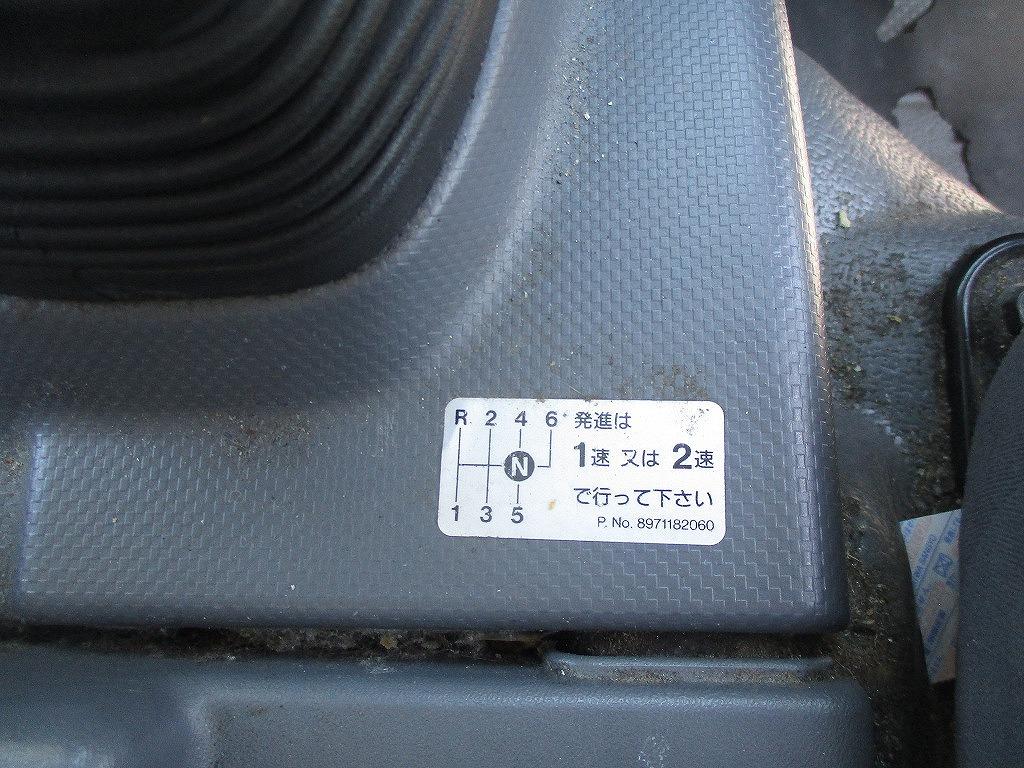 R 2 4 6
N
1 3 5
発進は
1速 又は 2速
で行って下さい
P. No. 8971182060